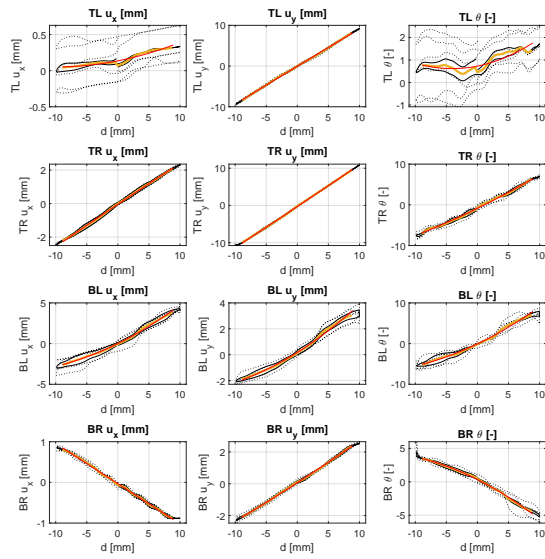 TL u_x [mm] TL u_y [mm] TL θ [-]
TL u_x [mm] 0.5 0 -0.5
TL u_y [mm] 10 0 -10
TL θ [-] 2 1 0 -1
-10 -5 0 5 10 -10 -5 0 5 10 -10 -5 0 5 10
d [mm] d [mm] d [mm]
TR u_x [mm] TR u_y [mm] TR θ [-]
TR u_x [mm] 2 0 -2
TR u_y [mm] 10 0 -10
TR θ [-] 10 0 -10
-10 -5 0 5 10 -10 -5 0 5 10 -10 -5 0 5 10
d [mm] d [mm] d [mm]
BL u_x [mm] BL u_y [mm] BL θ [-]
BL u_x [mm] 5 0 -5
BL u_y [mm] 4 2 0 -2
BL θ [-] 10 0 -10
-10 -5 0 5 10 -10 -5 0 5 10 -10 -5 0 5 10
d [mm] d [mm] d [mm]
BR u_x [mm] BR u_y [mm] BR θ [-]
BR u_x [mm] 1 0 -1
BR u_y [mm] 2 0 -2
BR θ [-] 5 0 -5
-10 -5 0 5 10 -10 -5 0 5 10 -10 -5 0 5 10
d [mm] d [mm] d [mm]